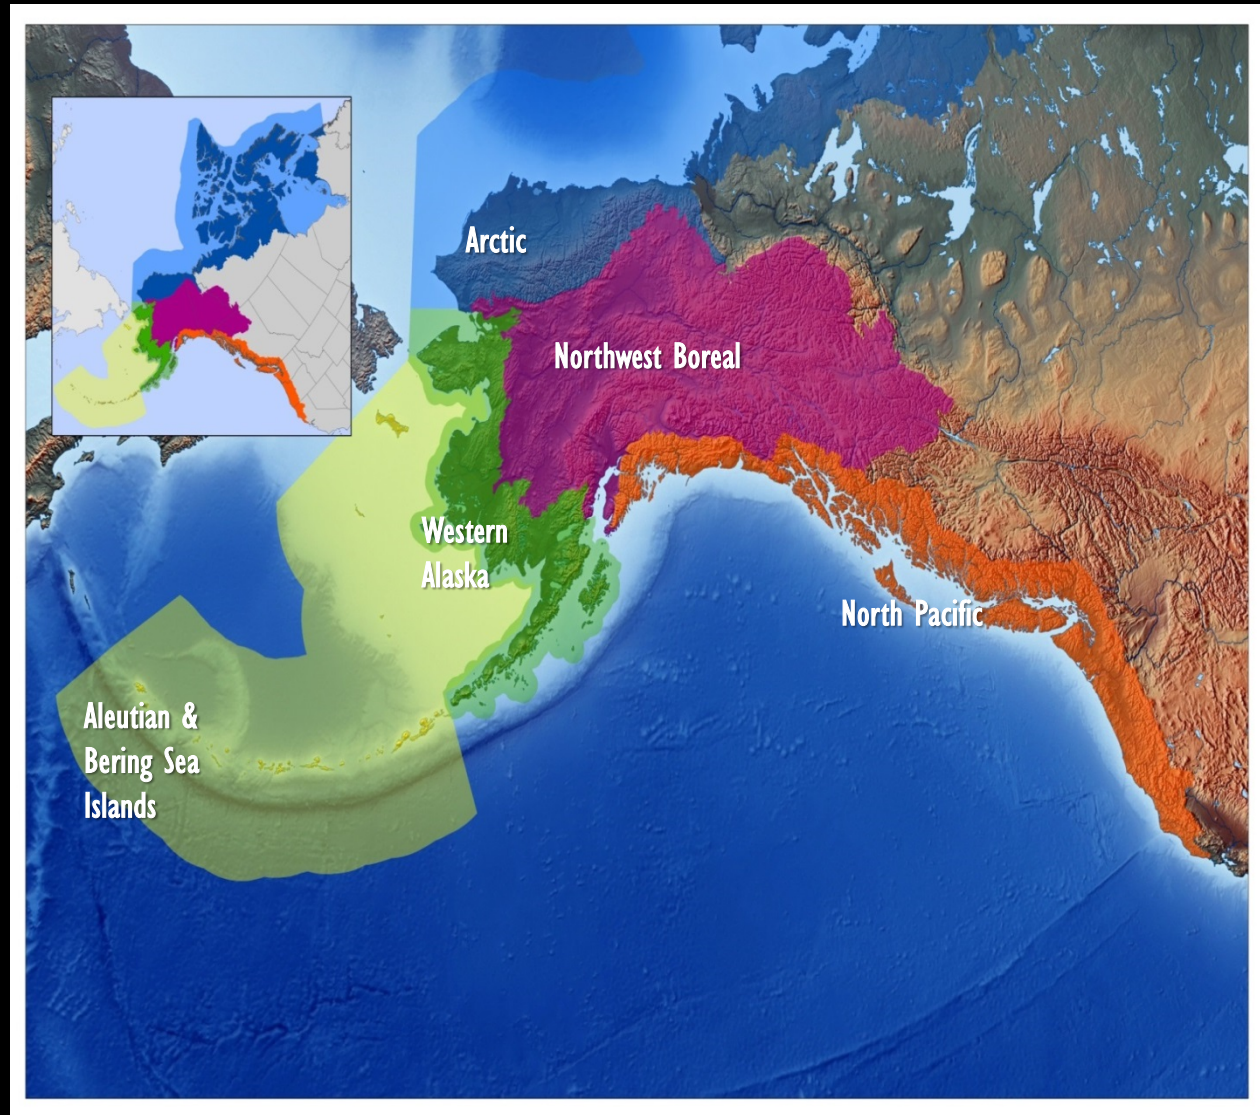 Arctic
Northwest Boreal
Western
Alaska
North Pacific
Aleutian &
Bering Sea
Islands